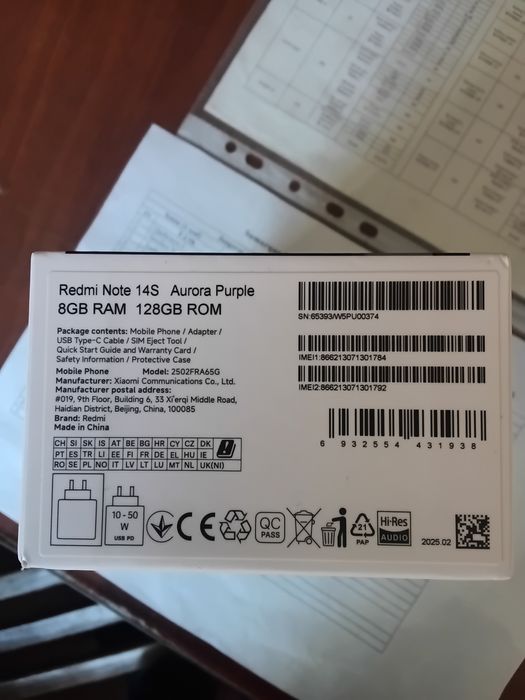 Redmi Note 14S Aurora Purple
8GB RAM 128GB ROM
Package contents: Mobile Phone / Adapter /
USB Type-C Cable / SIM Eject Tool /
Quick Start Guide and Warranty Card /
Safety Information / Protective Case
Mobile Phone Model: 2502FRA65G
Manufacturer: Xiaomi Communications Co., Ltd.
Manufacturer postal address:
#019, 9th Floor, Building 6, 33 Xi'erqi Middle Road,
Haidian District, Beijing, China, 100085
Brand: Redmi
Made in China
CH SI SK IS AT BE BG HR CY CZ DK
PT ES TR LI EE FI FR DE EL HU IE
RO SE PL NO IT LV LT LU MT NL UK(NI)
SN:65393/W5PU00374
IMEI1:866213071301784
IMEI2:866213071301792
6 932554 431938
10 - 50
W
USB PD
CE
QC
PASS
21
PAP
Hi-Res
AUDIO
2025.02